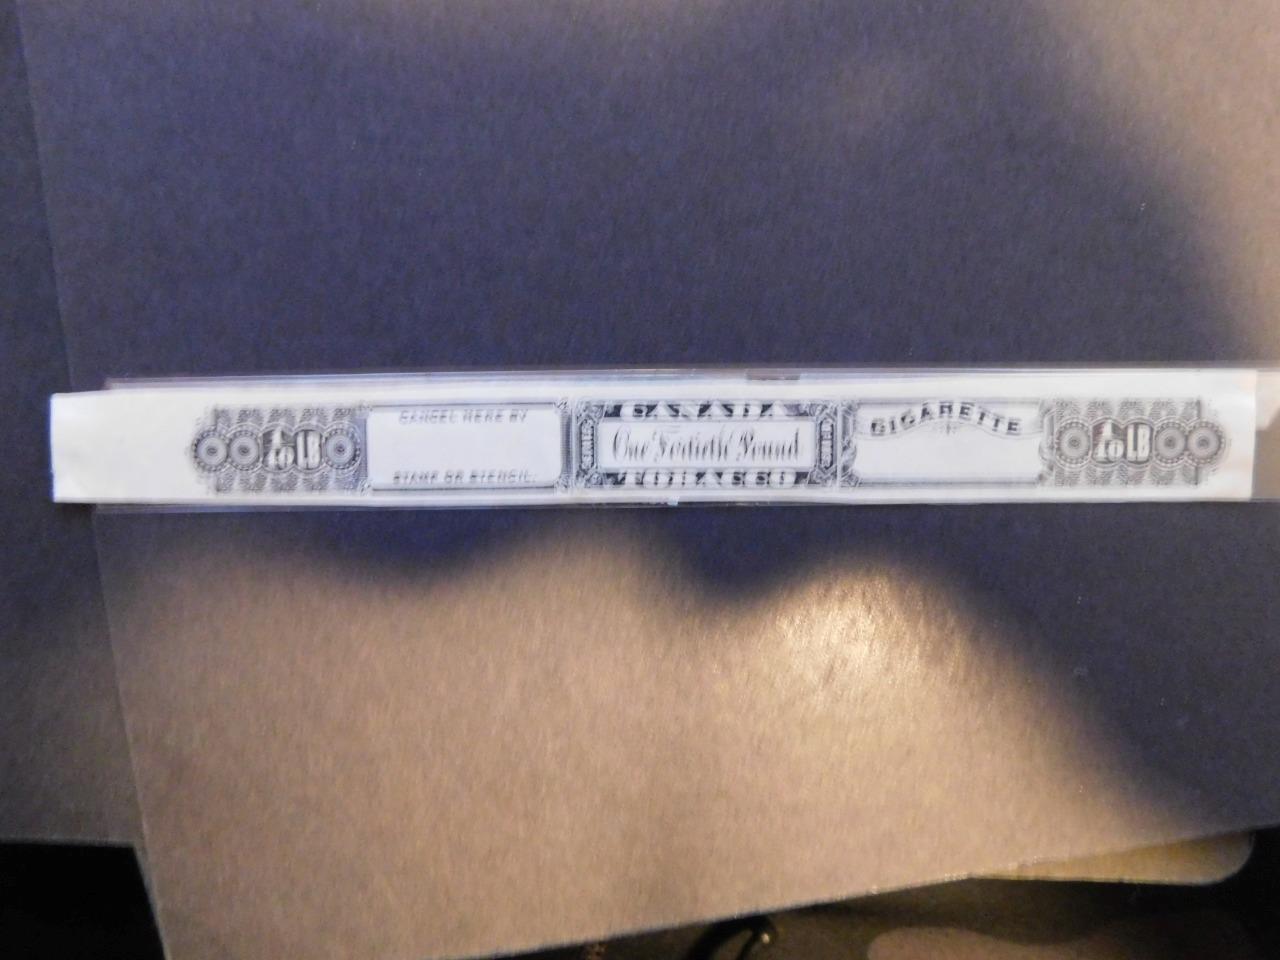 1/40 LB
CANCEL HERE BY
STAMP OR STENCIL.
CANADA
One Fortieth Pound
TOBACCO
CIGARETTE
1/40 LB